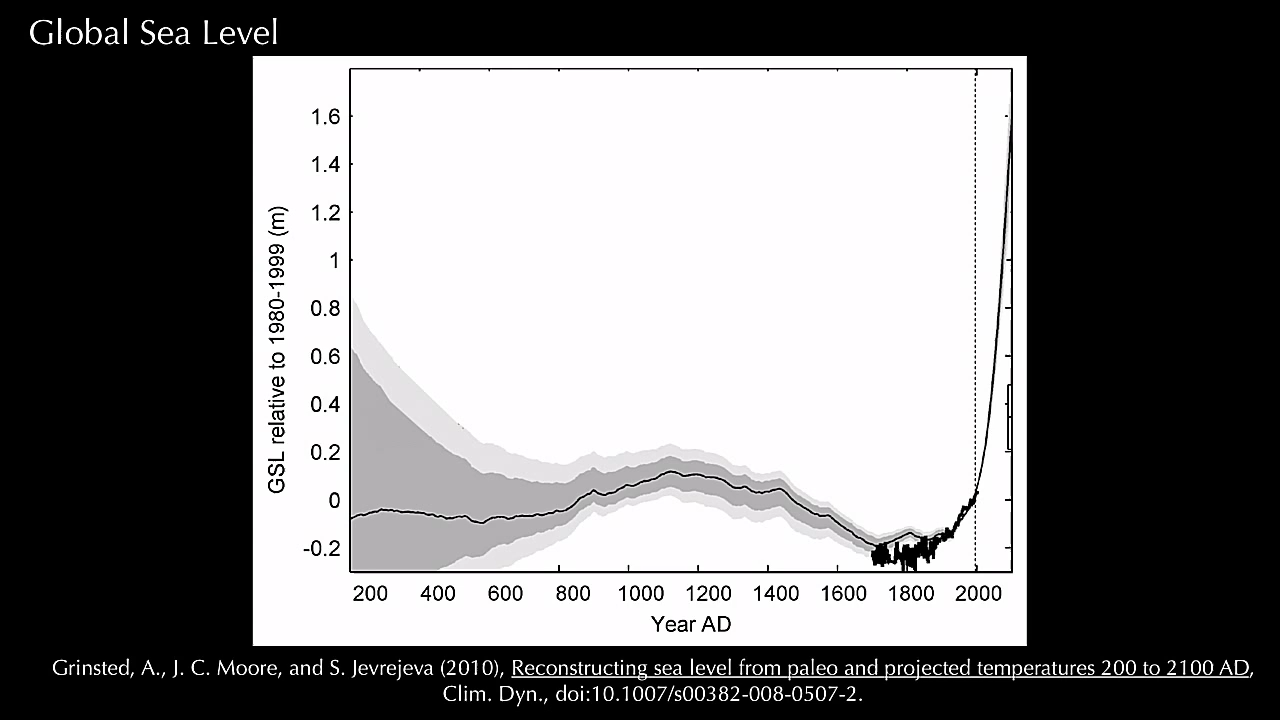 Global Sea Level
GSL relative to 1980-1999 (m)
1.6
1.4
1.2
1
0.8
0.6
0.4
0.2
0
-0.2
200 400 600 800 1000 1200 1400 1600 1800 2000
Year AD
Grinsted, A., J. C. Moore, and S. Jevrejeva (2010), Reconstructing sea level from paleo and projected temperatures 200 to 2100 AD,
Clim. Dyn., doi:10.1007/s00382-008-0507-2.